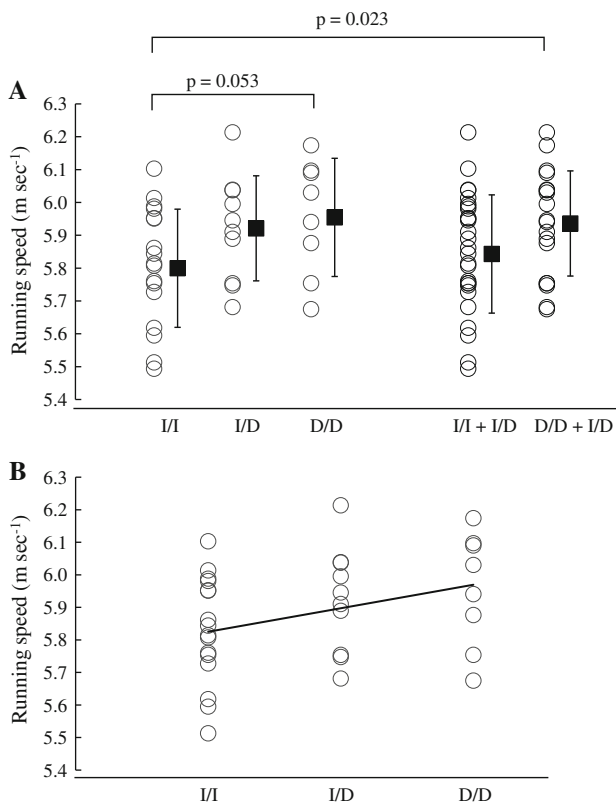 p = 0.023
p = 0.053
A
6.3
6.2
6.1
6.0
5.9
5.8
5.7
5.6
5.5
5.4
Running speed (m sec⁻¹)
I/I I/D D/D I/I + I/D D/D + I/D
B
6.3
6.2
6.1
6.0
5.9
5.8
5.7
5.6
5.5
5.4
Running speed (m sec⁻¹)
I/I I/D D/D